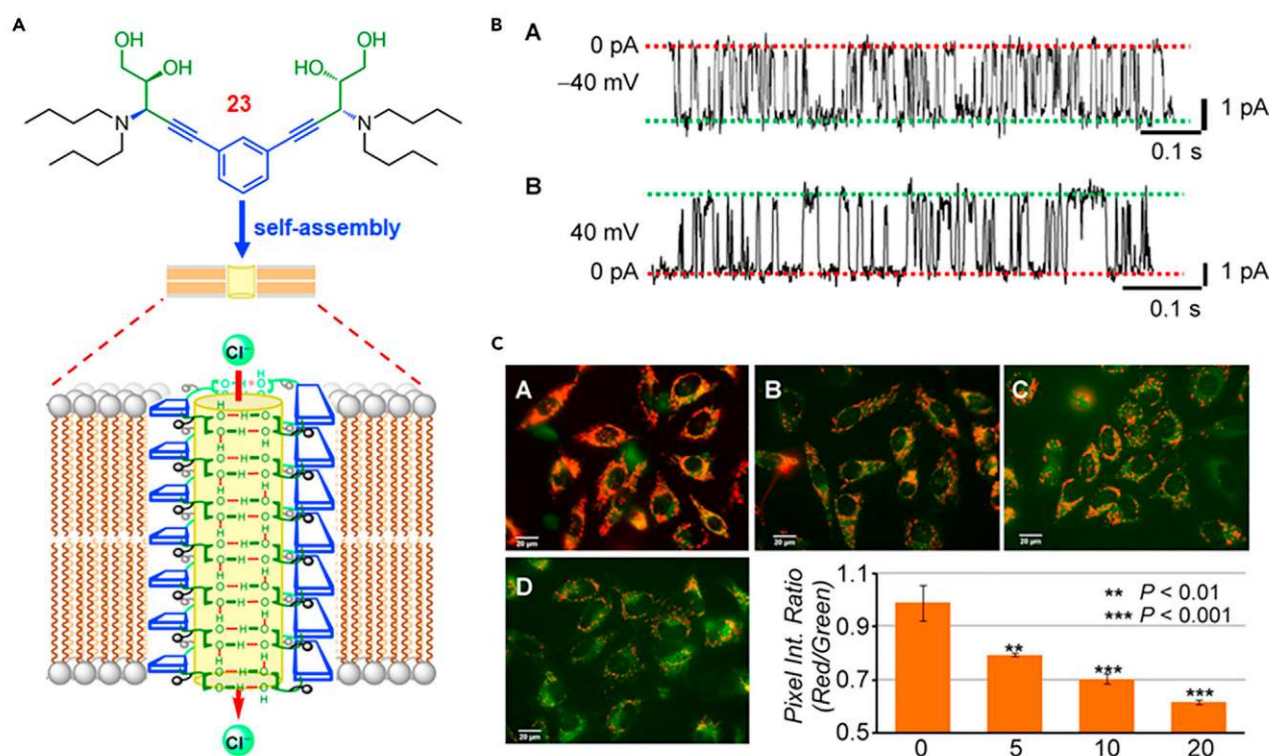 A
OH
OH
HO
OH
23
N
N
self-assembly
Cl⁻
Cl⁻
B
A
0 pA
−40 mV
1 pA
0.1 s
B
40 mV
0 pA
1 pA
0.1 s
C
A
20 µm
B
20 µm
C
20 µm
D
20 µm
Pixel Int. Ratio
(Red/Green)
1.1
0.9
0.7
0.5
** P < 0.01
*** P < 0.001
**
***
***
0 5 10 20